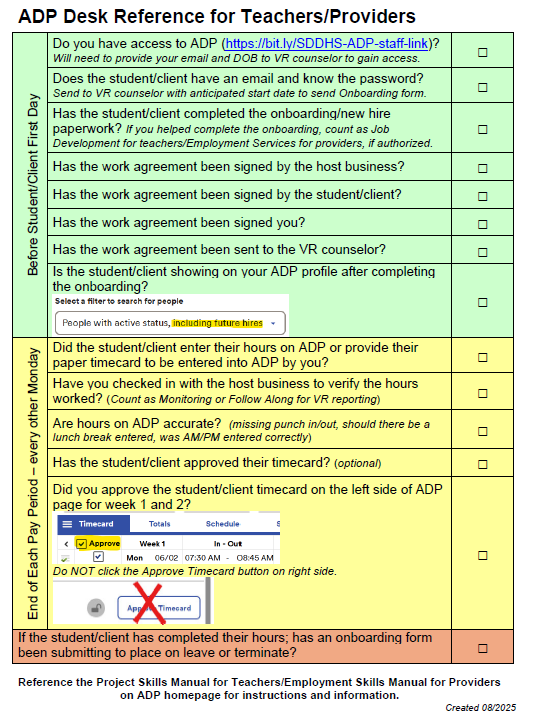 ADP Desk Reference for Teachers/Providers
Before Student/Client First Day
Do you have access to ADP (https://bit.ly/SDDHS-ADP-staff-link)?
Will need to provide your email and DOB to VR counselor to gain access.
☐
Does the student/client have an email and know the password?
Send to VR counselor with anticipated start date to send Onboarding form.
☐
Has the student/client completed the onboarding/new hire
paperwork? If you helped complete the onboarding, count as Job
Development for teachers/Employment Services for providers, if authorized.
☐
Has the work agreement been signed by the host business?
☐
Has the work agreement been signed by the student/client?
☐
Has the work agreement been signed you?
☐
Has the work agreement been sent to the VR counselor?
☐
Is the student/client showing on your ADP profile after completing
the onboarding?
Select a filter to search for people
People with active status, including future hires
☐
End of Each Pay Period – every other Monday
Did the student/client enter their hours on ADP or provide their
paper timecard to be entered into ADP by you?
☐
Have you checked in with the host business to verify the hours
worked? (Count as Monitoring or Follow Along for VR reporting)
☐
Are hours on ADP accurate? (missing punch in/out, should there be a
lunch break entered, was AM/PM entered correctly)
☐
Has the student/client approved their timecard? (optional)
☐
Did you approve the student/client timecard on the left side of ADP
page for week 1 and 2?
Timecard Totals Schedule S
< Approve Week 1 In - Out
Mon 06/02 07:30 AM - 08:45 AM
Do NOT click the Approve Timecard button on right side.
Approve Timecard
☐
If the student/client has completed their hours; has an onboarding form
been submitting to place on leave or terminate?
☐
Reference the Project Skills Manual for Teachers/Employment Skills Manual for Providers
on ADP homepage for instructions and information.
Created 08/2025